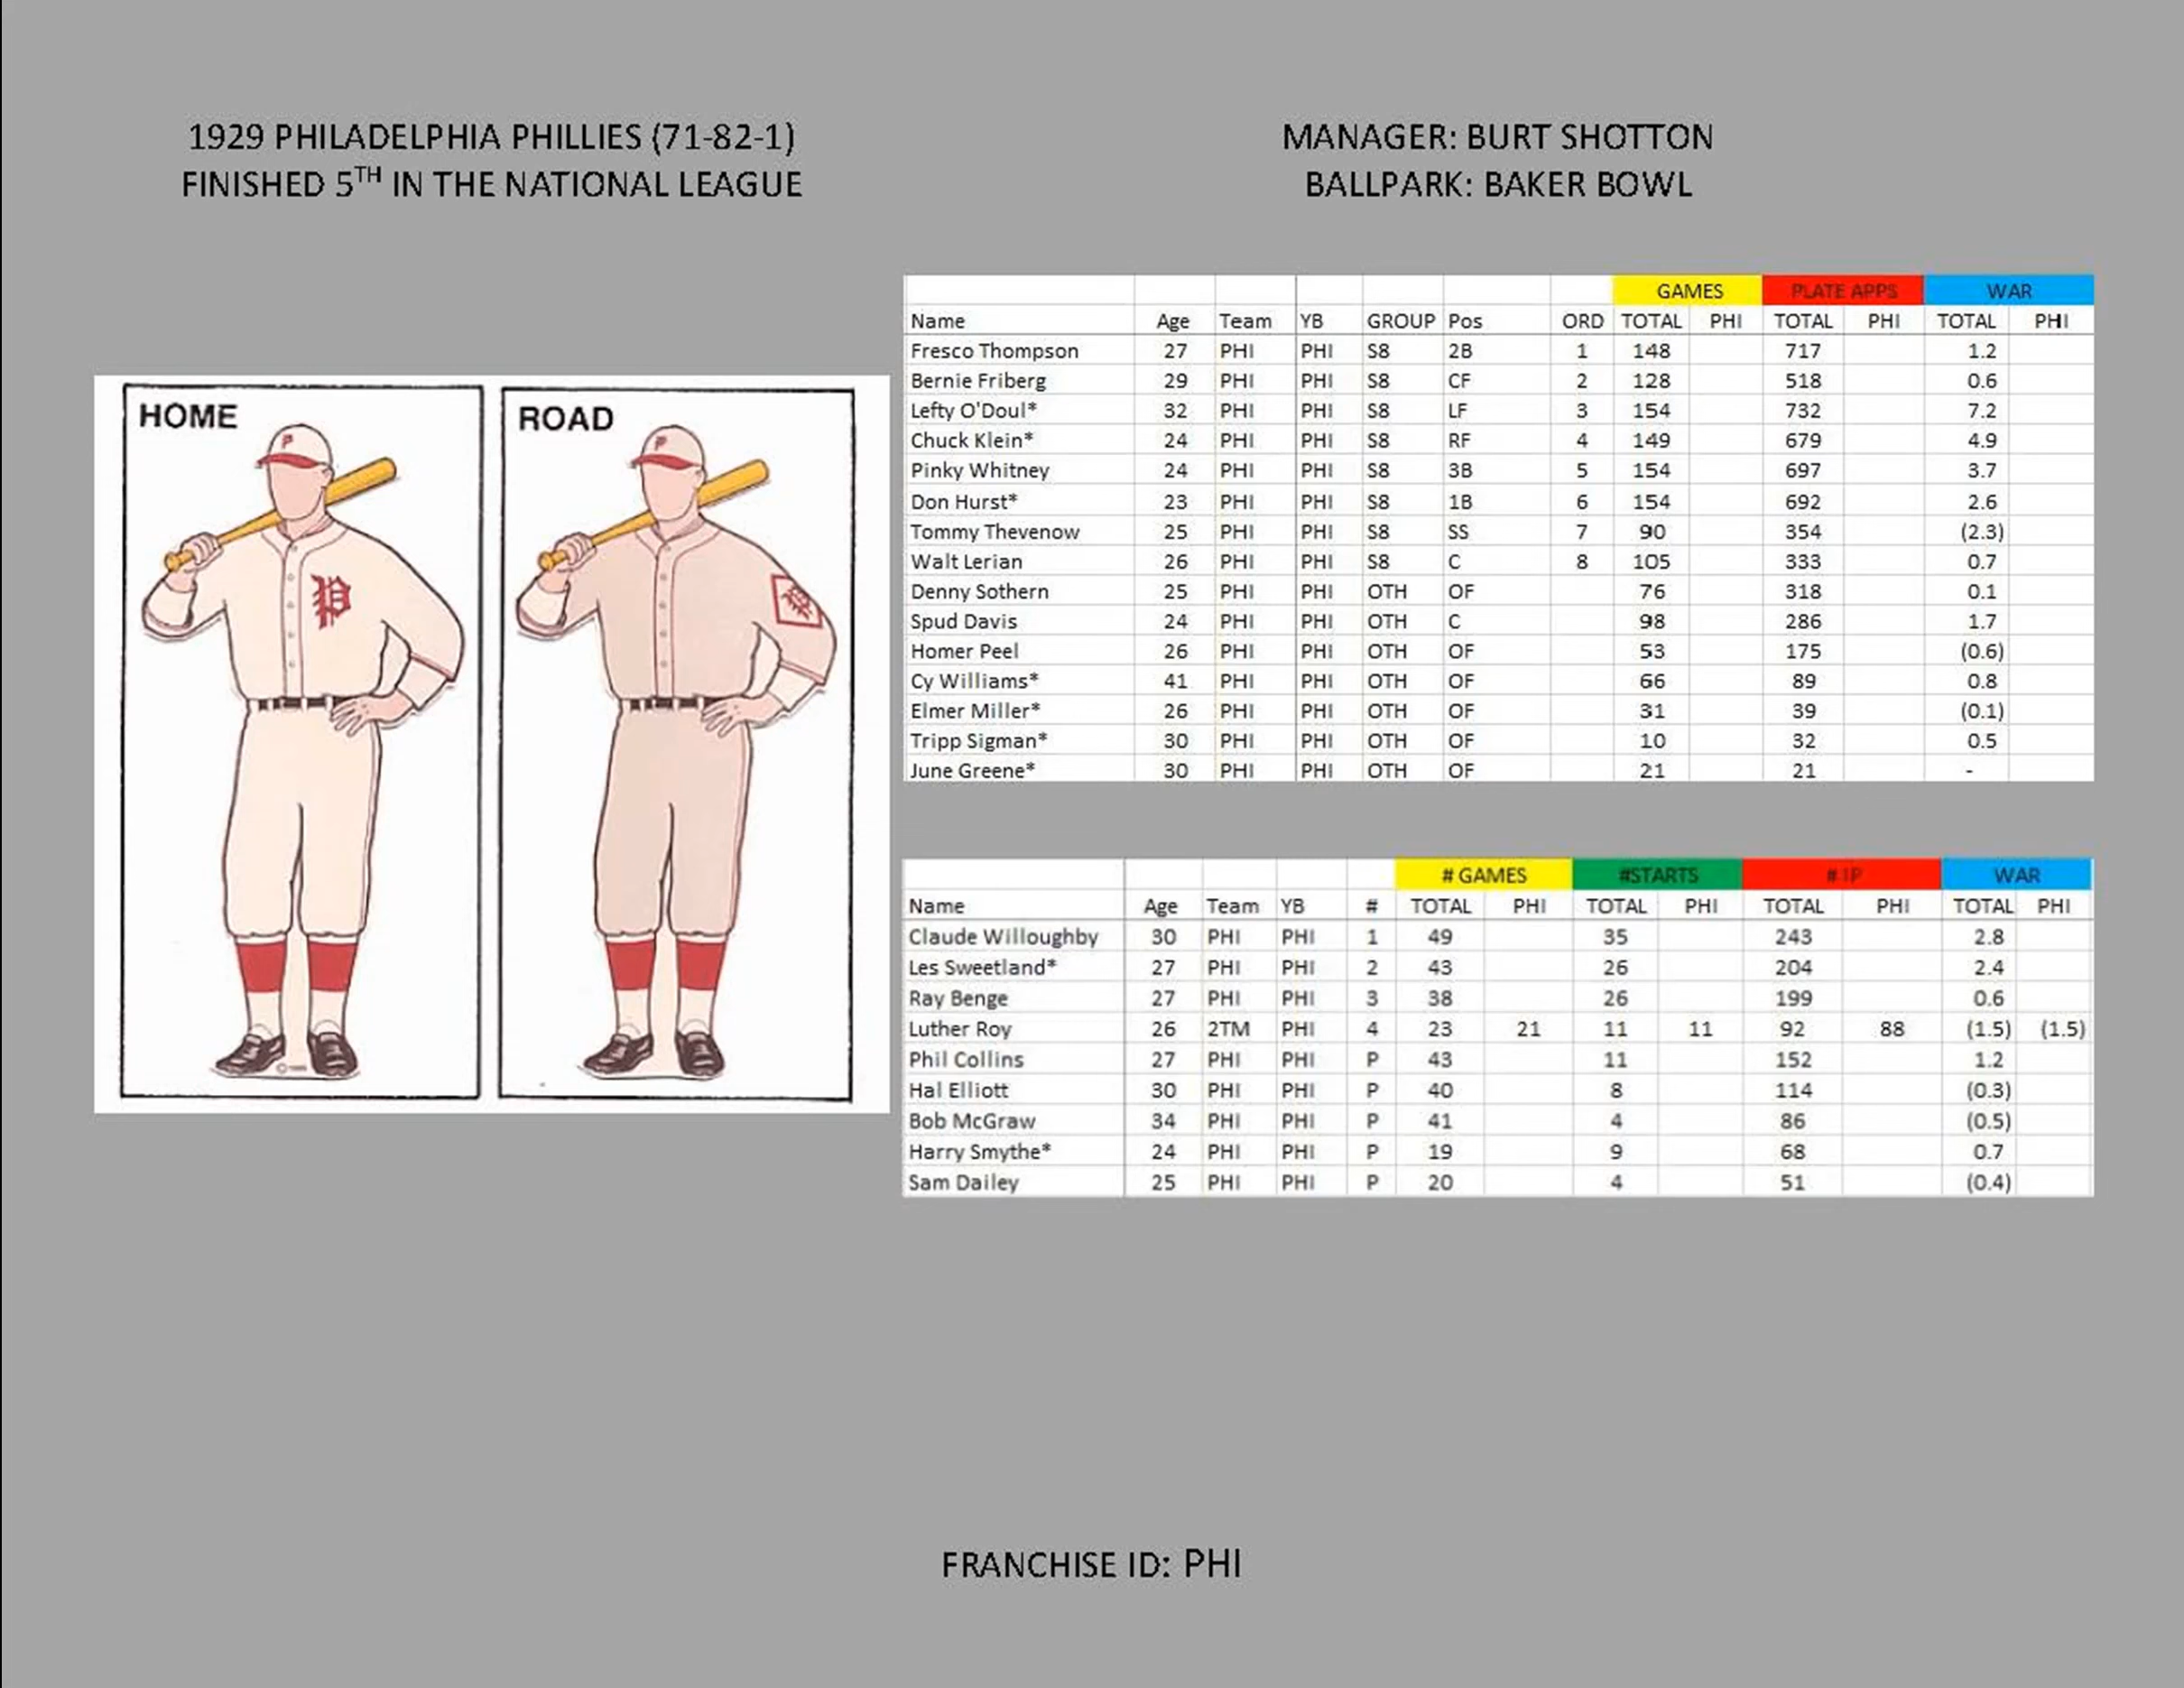 1929 PHILADELPHIA PHILLIES (71-82-1)
FINISHED 5TH IN THE NATIONAL LEAGUE
MANAGER: BURT SHOTTON
BALLPARK: BAKER BOWL
HOME
ROAD
GAMES PLATE APPS WAR
Name Age Team YB GROUP Pos ORD TOTAL PHI TOTAL PHI TOTAL PHI
Fresco Thompson 27 PHI PHI S8 2B 1 148 717 1.2
Bernie Friberg 29 PHI PHI S8 CF 2 128 518 0.6
Lefty O'Doul* 32 PHI PHI S8 LF 3 154 732 7.2
Chuck Klein* 24 PHI PHI S8 RF 4 149 679 4.9
Pinky Whitney 24 PHI PHI S8 3B 5 154 697 3.7
Don Hurst* 23 PHI PHI S8 1B 6 154 692 2.6
Tommy Thevenow 25 PHI PHI S8 SS 7 90 354 (2.3)
Walt Lerian 26 PHI PHI S8 C 8 105 333 0.7
Denny Sothern 25 PHI PHI OTH OF 76 318 0.1
Spud Davis 24 PHI PHI OTH C 98 286 1.7
Homer Peel 26 PHI PHI OTH OF 53 175 (0.6)
Cy Williams* 41 PHI PHI OTH OF 66 89 0.8
Elmer Miller* 26 PHI PHI OTH OF 31 39 (0.1)
Tripp Sigman* 30 PHI PHI OTH OF 10 32 0.5
June Greene* 30 PHI PHI OTH OF 21 21 -
# GAMES #STARTS # IP WAR
Name Age Team YB # TOTAL PHI TOTAL PHI TOTAL PHI TOTAL PHI
Claude Willoughby 30 PHI PHI 1 49 35 243 2.8
Les Sweetland* 27 PHI PHI 2 43 26 204 2.4
Ray Benge 27 PHI PHI 3 38 26 199 0.6
Luther Roy 26 2TM PHI 4 23 21 11 11 92 88 (1.5) (1.5)
Phil Collins 27 PHI PHI P 43 11 152 1.2
Hal Elliott 30 PHI PHI P 40 8 114 (0.3)
Bob McGraw 34 PHI PHI P 41 4 86 (0.5)
Harry Smythe* 24 PHI PHI P 19 9 68 0.7
Sam Dailey 25 PHI PHI P 20 4 51 (0.4)
FRANCHISE ID: PHI